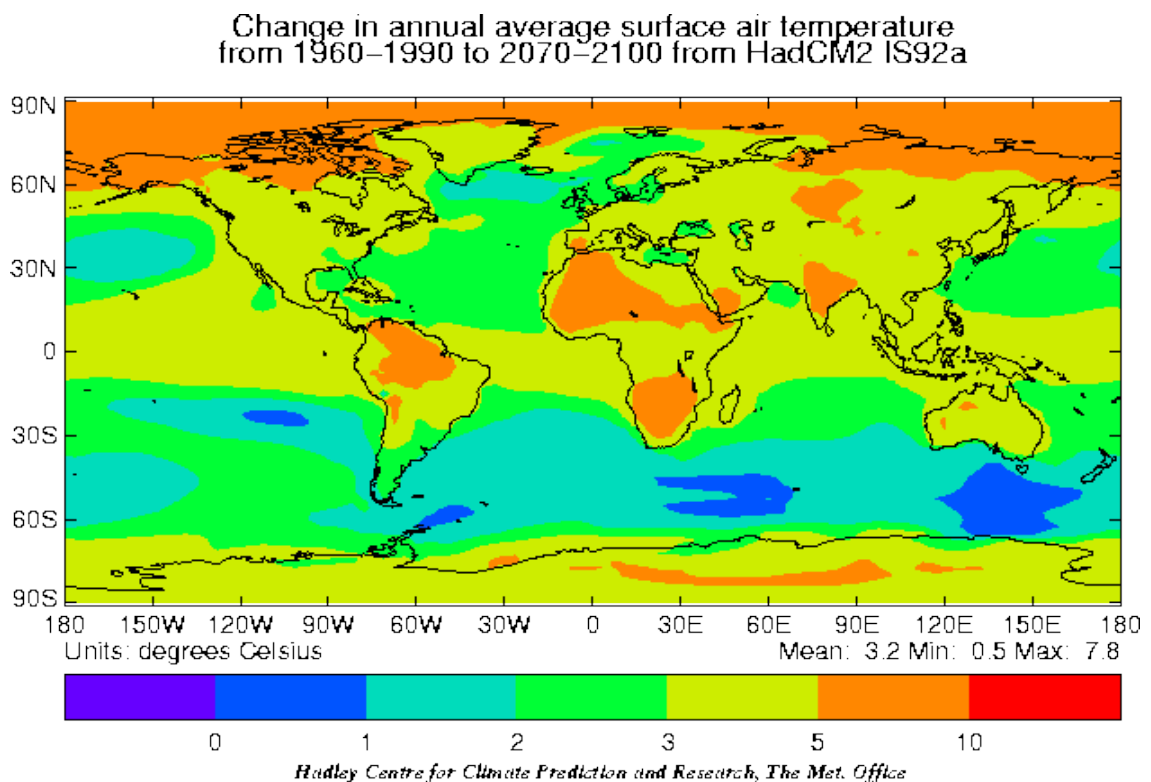 Change in annual average surface air temperature
from 1960-1990 to 2070-2100 from HadCM2 IS92a
90N
60N
30N
0
30S
60S
90S
180 150W 120W 90W 60W 30W 0 30E 60E 90E 120E 150E 180
Units: degrees Celsius Mean: 3.2 Min: 0.5 Max: 7.8
0 1 2 3 5 10
Hadley Centre for Climate Prediction and Research, The Met. Office